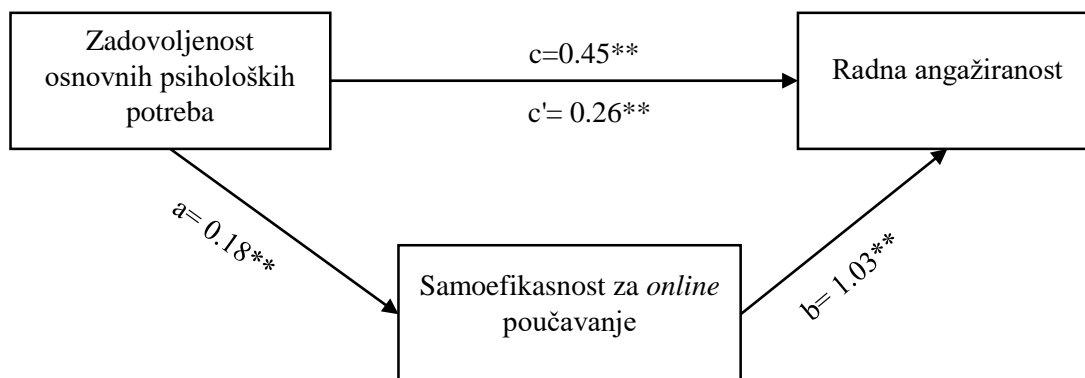 Zadovoljenost
osnovnih psiholoških
potreba
c=0.45**
c'= 0.26**
Radna angažiranost
a= 0.18**
Samoefikasnost za online
poučavanje
b= 1.03**